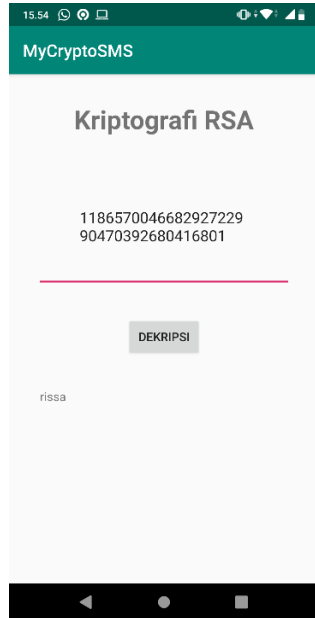 15.54
MyCryptoSMS
Kriptografi RSA
1186570046682927229
90470392680416801
DEKRIPSI
rissa